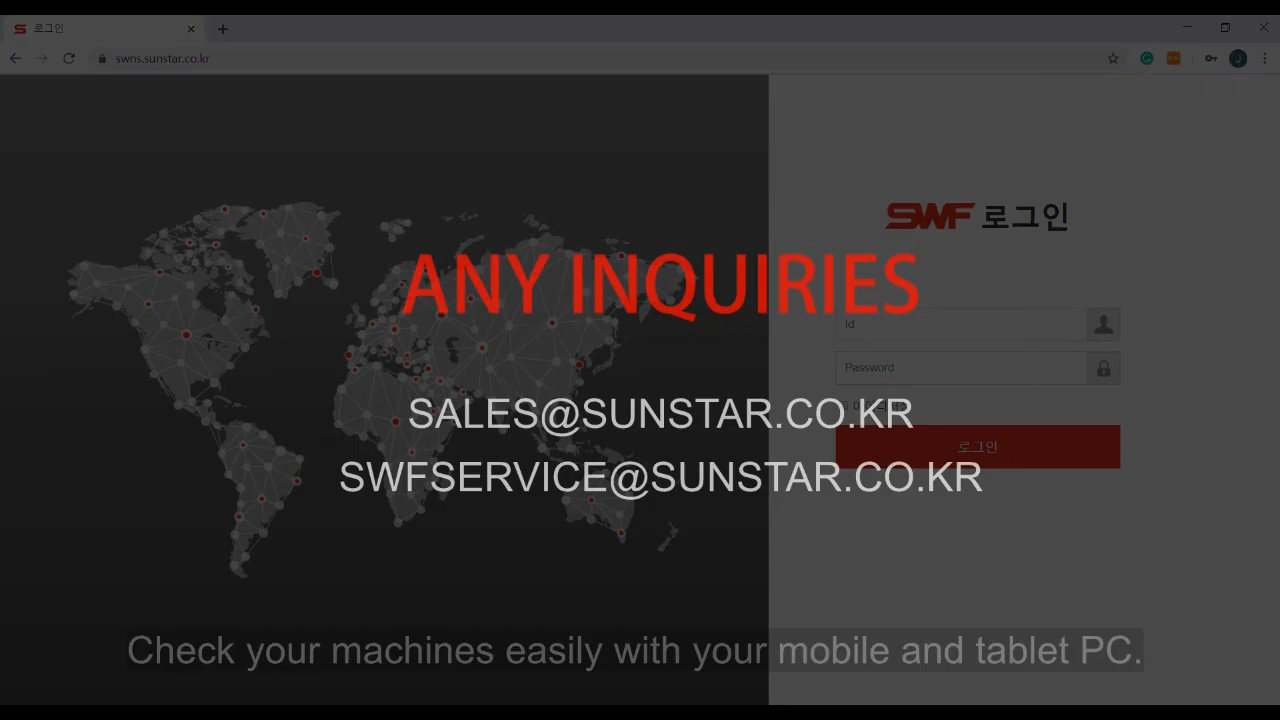 로그인
swns.sunstar.co.kr
SWF 로그인
ANY INQUIRIES
Id
Password
SALES@SUNSTAR.CO.KR
로그인
SWFSERVICE@SUNSTAR.CO.KR
Check your machines easily with your mobile and tablet PC.